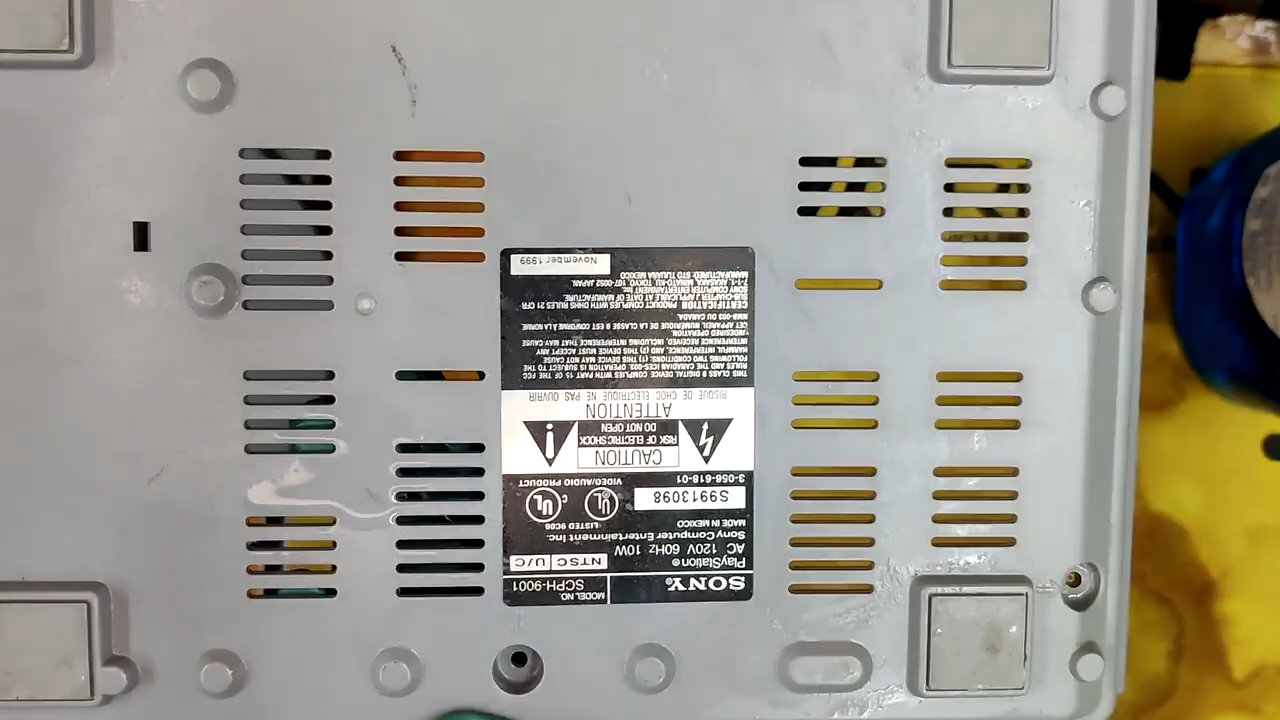 SONY
MODEL NO.
SCPH-9001
PlayStation®
NTSC U/C
AC 120V 60Hz 10W
Sony Computer Entertainment Inc.
MADE IN MEXICO
LISTED 9C86
S9913098
UL UL C
3-056-618-01
VIDEO/AUDIO PRODUCT
CAUTION
RISK OF ELECTRIC SHOCK
DO NOT OPEN
ATTENTION
RISQUE DE CHOC ELECTRIQUE NE PAS OUVRIR
THIS CLASS B DIGITAL DEVICE COMPLIES WITH PART 15 OF THE FCC
RULES AND THE CANADIAN ICES-003. OPERATION IS SUBJECT TO THE
FOLLOWING TWO CONDITIONS: (1) THIS DEVICE MAY NOT CAUSE
HARMFUL INTERFERENCE, AND (2) THIS DEVICE MUST ACCEPT ANY
INTERFERENCE RECEIVED, INCLUDING INTERFERENCE THAT MAY CAUSE
UNDESIRED OPERATION.
CET APPAREIL NUMERIQUE DE LA CLASSE B EST CONFORME À LA NORME
NMB-003 DU CANADA.
CERTIFICATION PRODUCT COMPLIES WITH DHHS RULES 21 CFR
SUB-CHAPTER J APPLICABLE AT DATE OF MANUFACTURE.
SONY COMPUTER ENTERTAINMENT Inc.
7-1-1, AKASAKA, MINATO-KU, TOKYO, 107-0052 JAPAN.
MANUFACTURED: STO TIJUANA MEXICO
November 1999